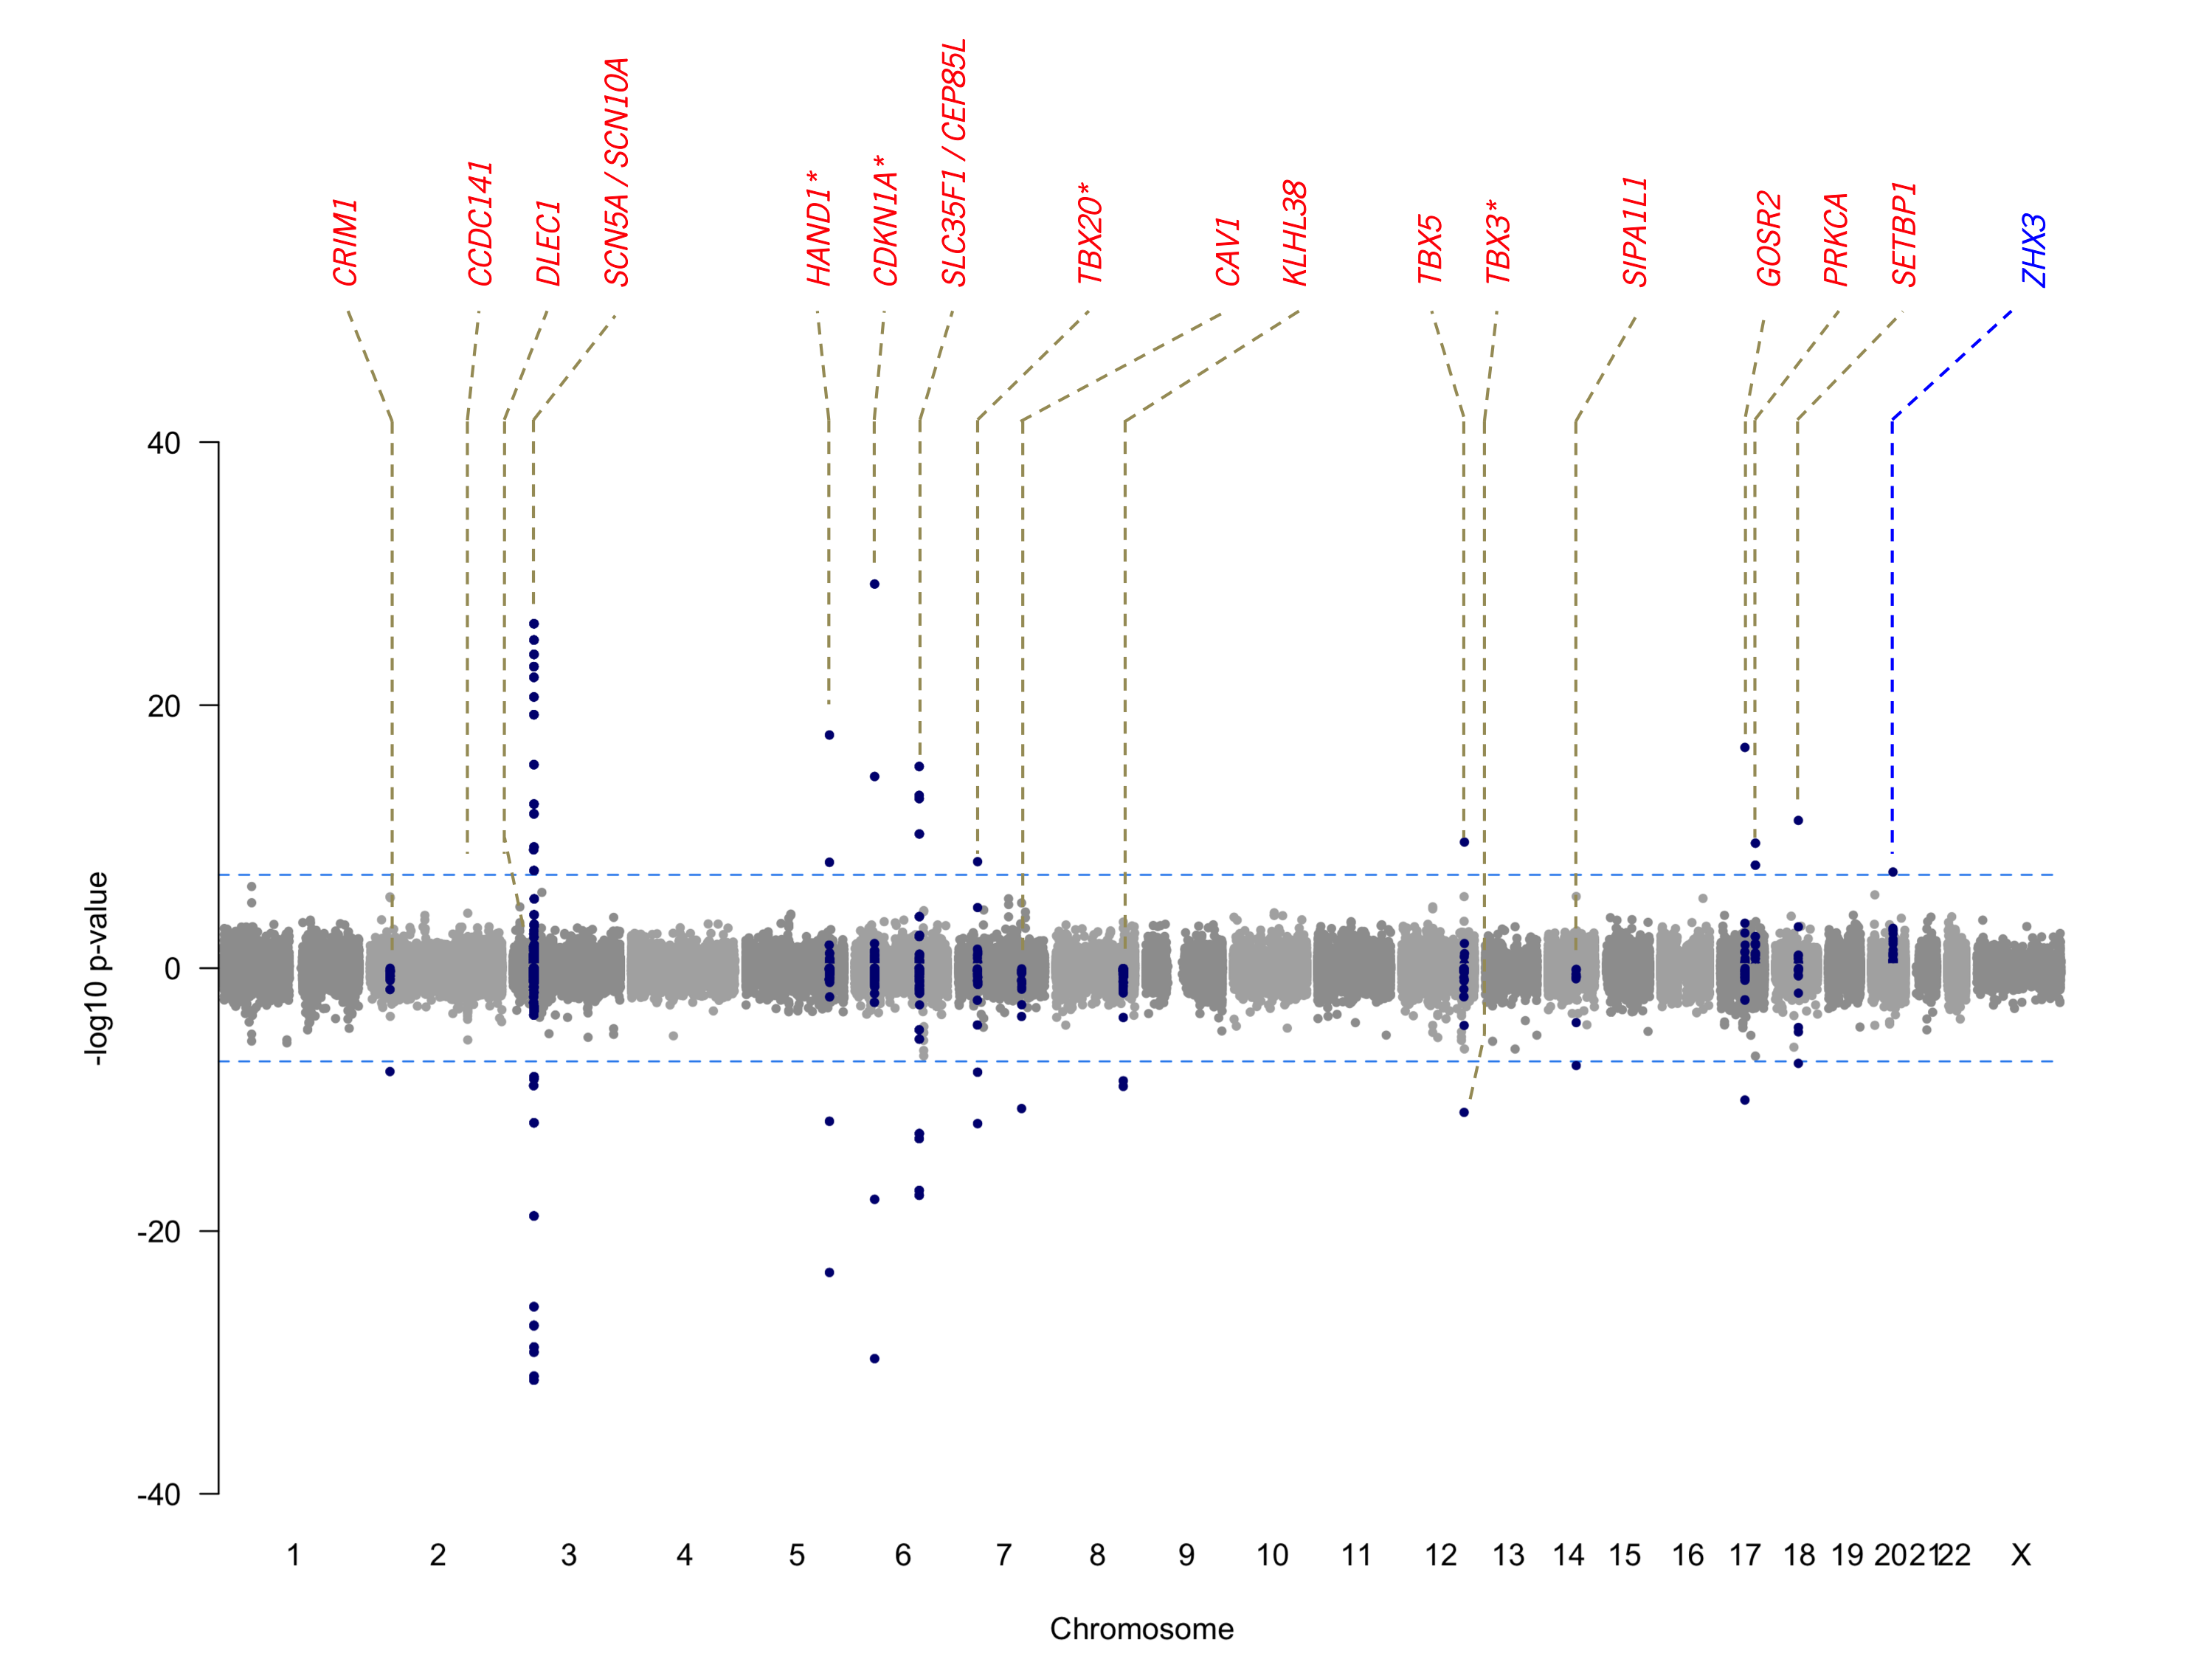 CRIM1
CCDC141
DLEC1
SCN5A / SCN10A
HAND1*
CDKN1A*
SLC35F1 / CEP85L
TBX20*
CAV1
KLHL38
TBX5
TBX3*
SIPA1L1
GOSR2
PRKCA
SETBP1
ZHX3
40
20
0
-20
-40
-log10 p-value
1 2 3 4 5 6 7 8 9 10 11 12 13 14 15 16 17 18 19 20 21 22 X
Chromosome